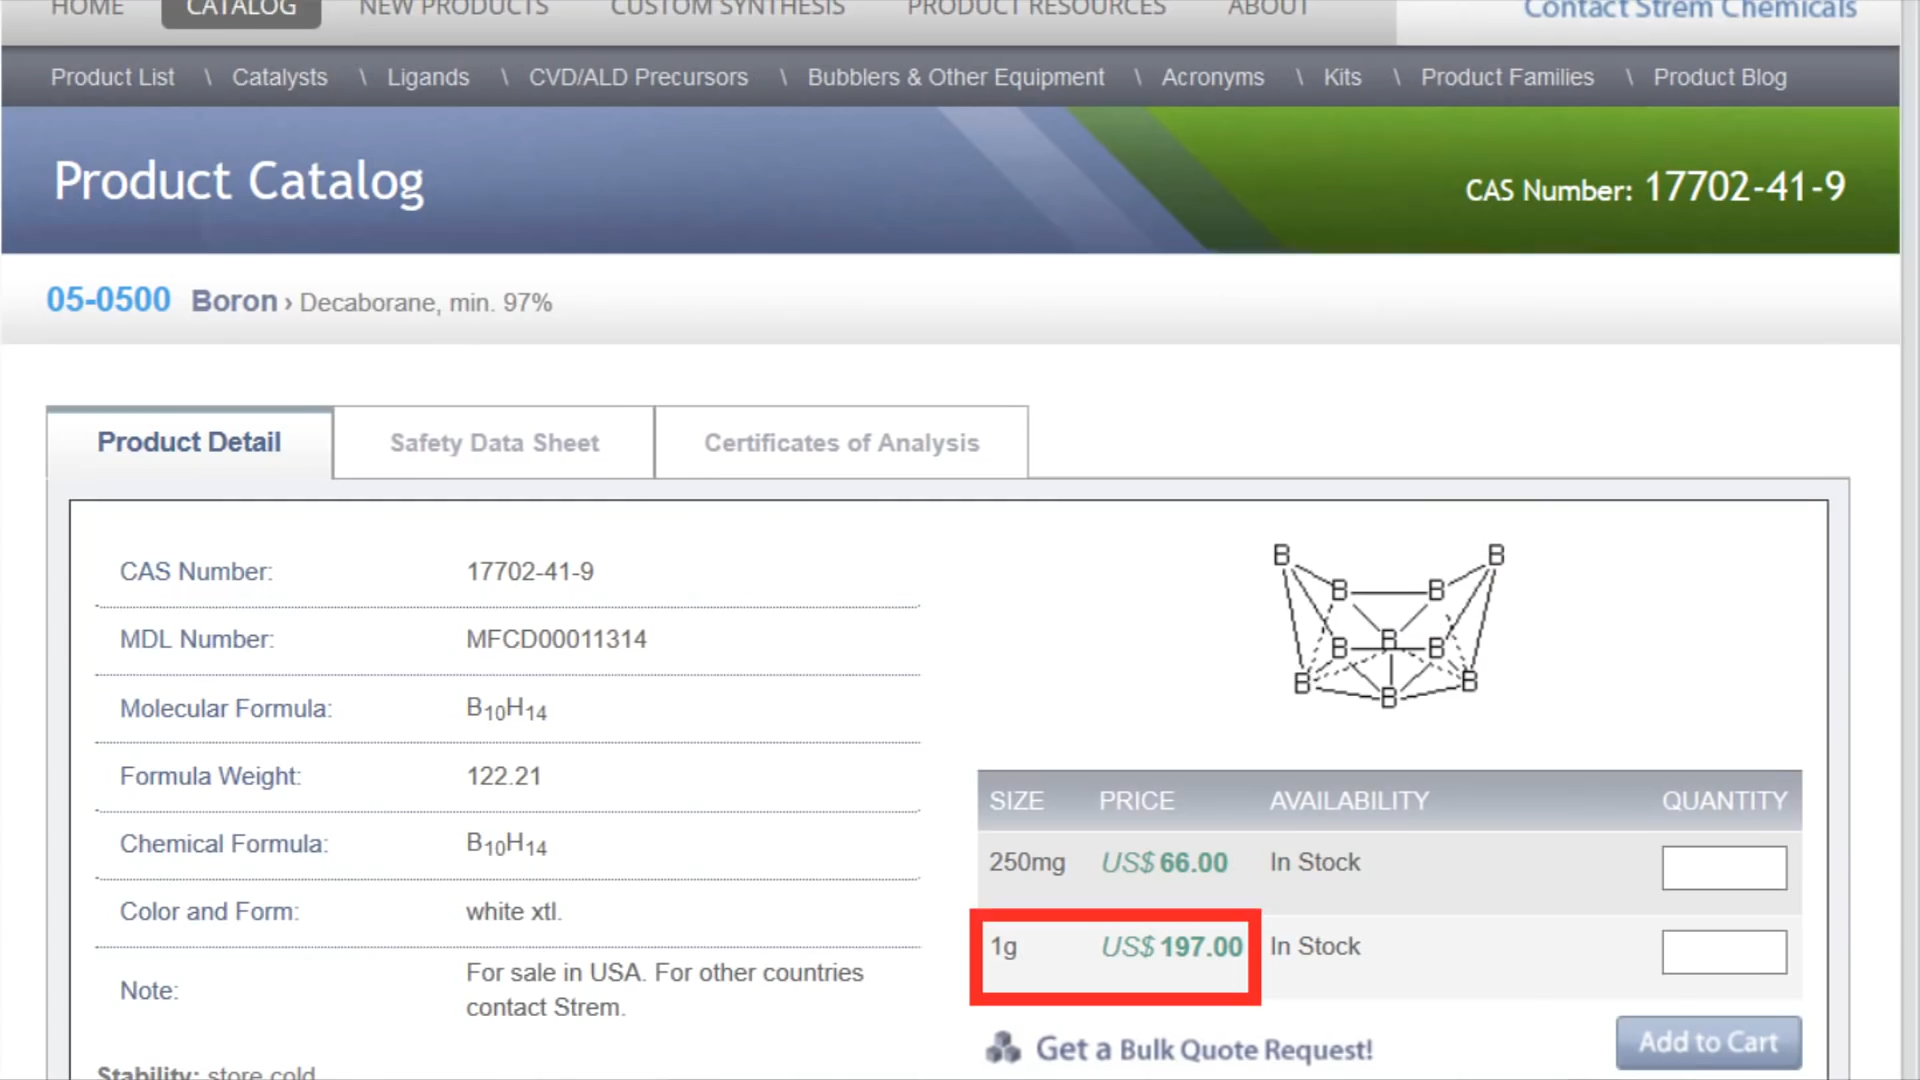 HOME CATALOG NEW PRODUCTS CUSTOM SYNTHESIS PRODUCT RESOURCES ABOUT Contact Strem Chemicals
Product List \ Catalysts \ Ligands \ CVD/ALD Precursors \ Bubblers & Other Equipment \ Acronyms \ Kits \ Product Families \ Product Blog
Product Catalog
CAS Number: 17702-41-9
05-0500 Boron › Decaborane, min. 97%
Product Detail Safety Data Sheet Certificates of Analysis
CAS Number: 17702-41-9
MDL Number: MFCD00011314
Molecular Formula: B10H14
Formula Weight: 122.21
Chemical Formula: B10H14
Color and Form: white xtl.
Note: For sale in USA. For other countries
contact Strem.
Stability: store cold
B B
B B
B B B
B B
B
SIZE PRICE AVAILABILITY QUANTITY
250mg US$ 66.00 In Stock
1g US$ 197.00 In Stock
Get a Bulk Quote Request!
Add to Cart